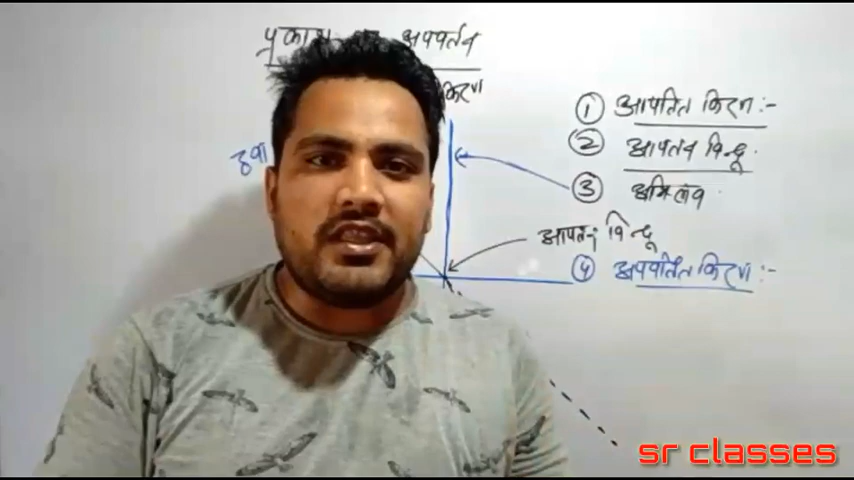 प्रकाश का अपवर्तन
किरण
हवा
① आपतित किरण :-
② आपतन विन्दू
③ अभिलंव
आपतन विन्दू
④ अपवर्तित किरण :-
sr classes